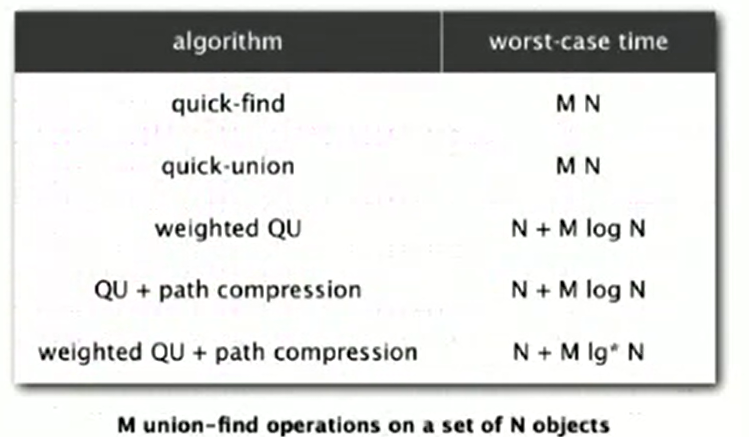 algorithm worst-case time
quick-find M N
quick-union M N
weighted QU N + M log N
QU + path compression N + M log N
weighted QU + path compression N + M lg* N
M union-find operations on a set of N objects